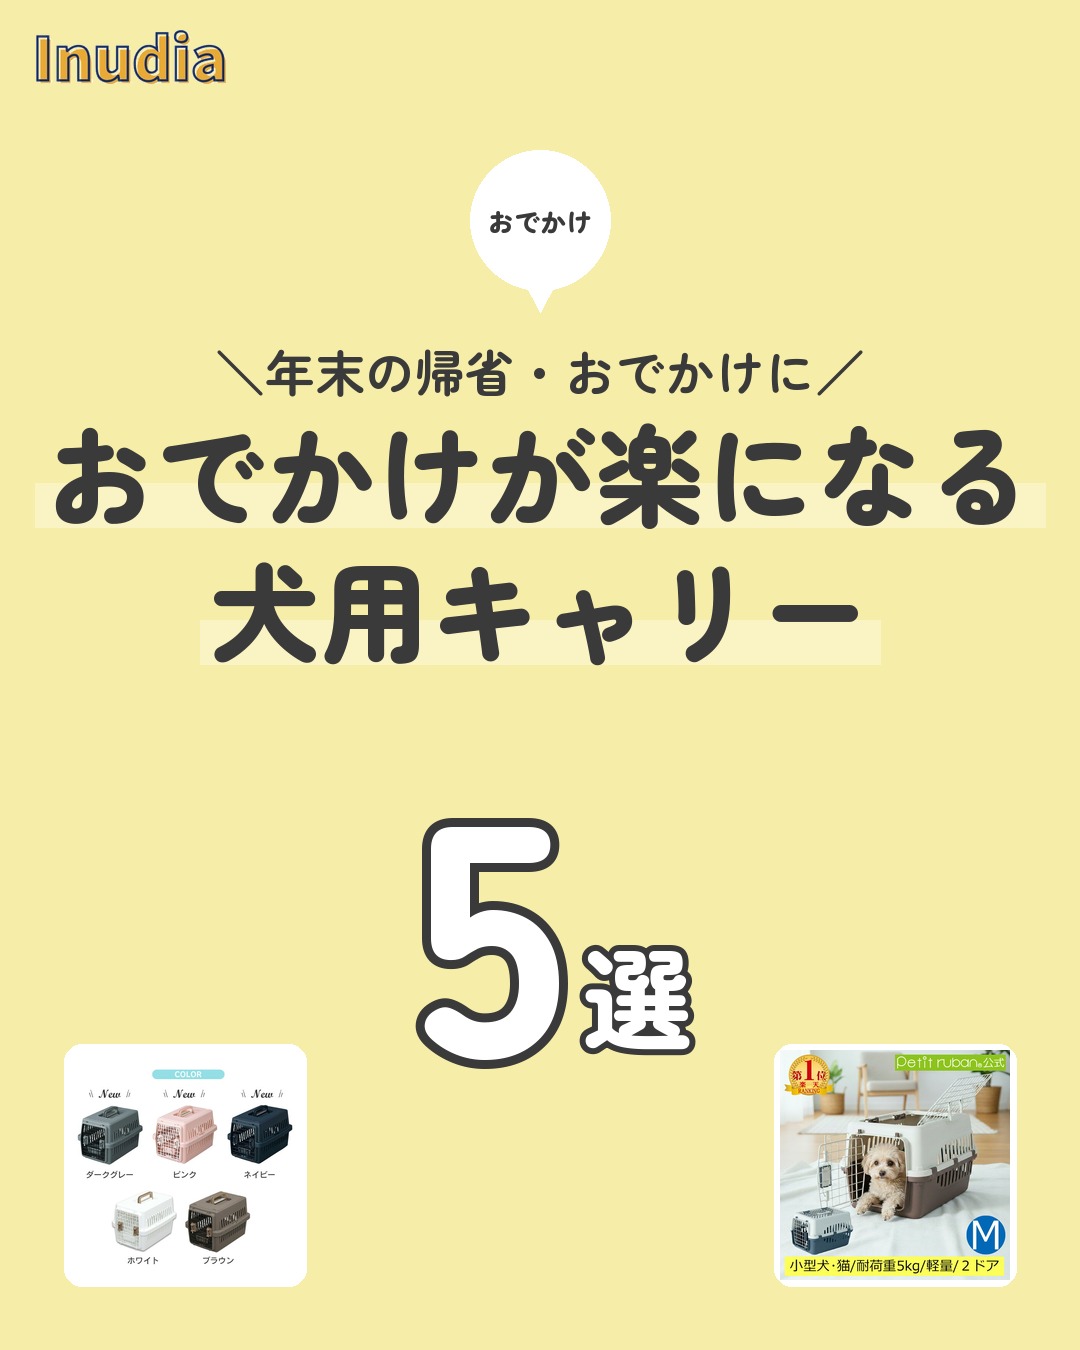 Inudia
おでかけ
＼年末の帰省・おでかけに／
おでかけが楽になる
犬用キャリー
5選
COLOR
New New New
ダークグレー ピンク ネイビー
ホワイト ブラウン
第1位
楽天
RANKING
Petit ruban®公式
M
小型犬・猫/耐荷重5kg/軽量/２ドア